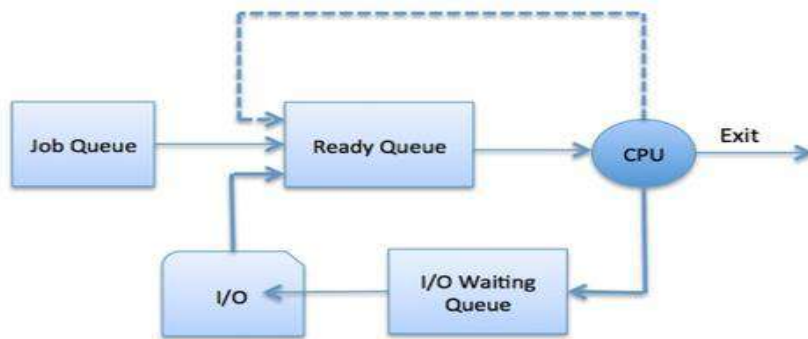 Job Queue
Ready Queue
CPU
Exit
I/O
I/O Waiting
Queue